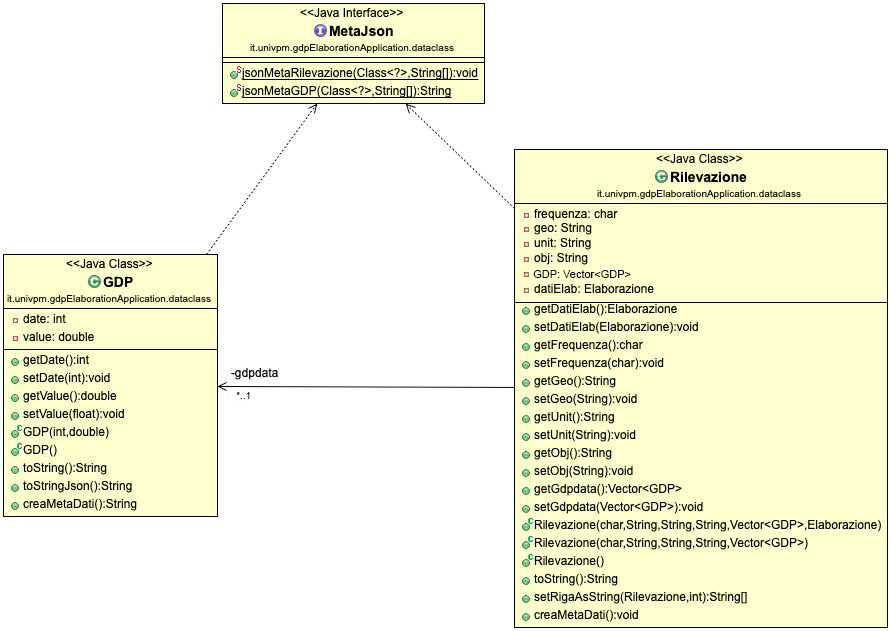 <<Java Interface>>
MetaJson
it.univpm.gdpElaborationApplication.dataclass
jsonMetaRilevazione(Class<?>,String[]):void
jsonMetaGDP(Class<?>,String[]):String
<<Java Class>>
Rilevazione
it.univpm.gdpElaborationApplication.dataclass
frequenza: char
geo: String
unit: String
obj: String
GDP: Vector<GDP>
datiElab: Elaborazione
getDatiElab():Elaborazione
setDatiElab(Elaborazione):void
getFrequenza():char
setFrequenza(char):void
getGeo():String
setGeo(String):void
getUnit():String
setUnit(String):void
getObj():String
setObj(String):void
getGdpdata():Vector<GDP>
setGdpdata(Vector<GDP>):void
Rilevazione(char,String,String,String,Vector<GDP>,Elaborazione)
Rilevazione(char,String,String,String,Vector<GDP>)
Rilevazione()
toString():String
setRigaAsString(Rilevazione,int):String[]
creaMetaDati():void
<<Java Class>>
GDP
it.univpm.gdpElaborationApplication.dataclass
date: int
value: double
getDate():int
setDate(int):void
getValue():double
setValue(float):void
GDP(int,double)
GDP()
toString():String
toStringJson():String
creaMetaDati():String
-gdpdata
*..1